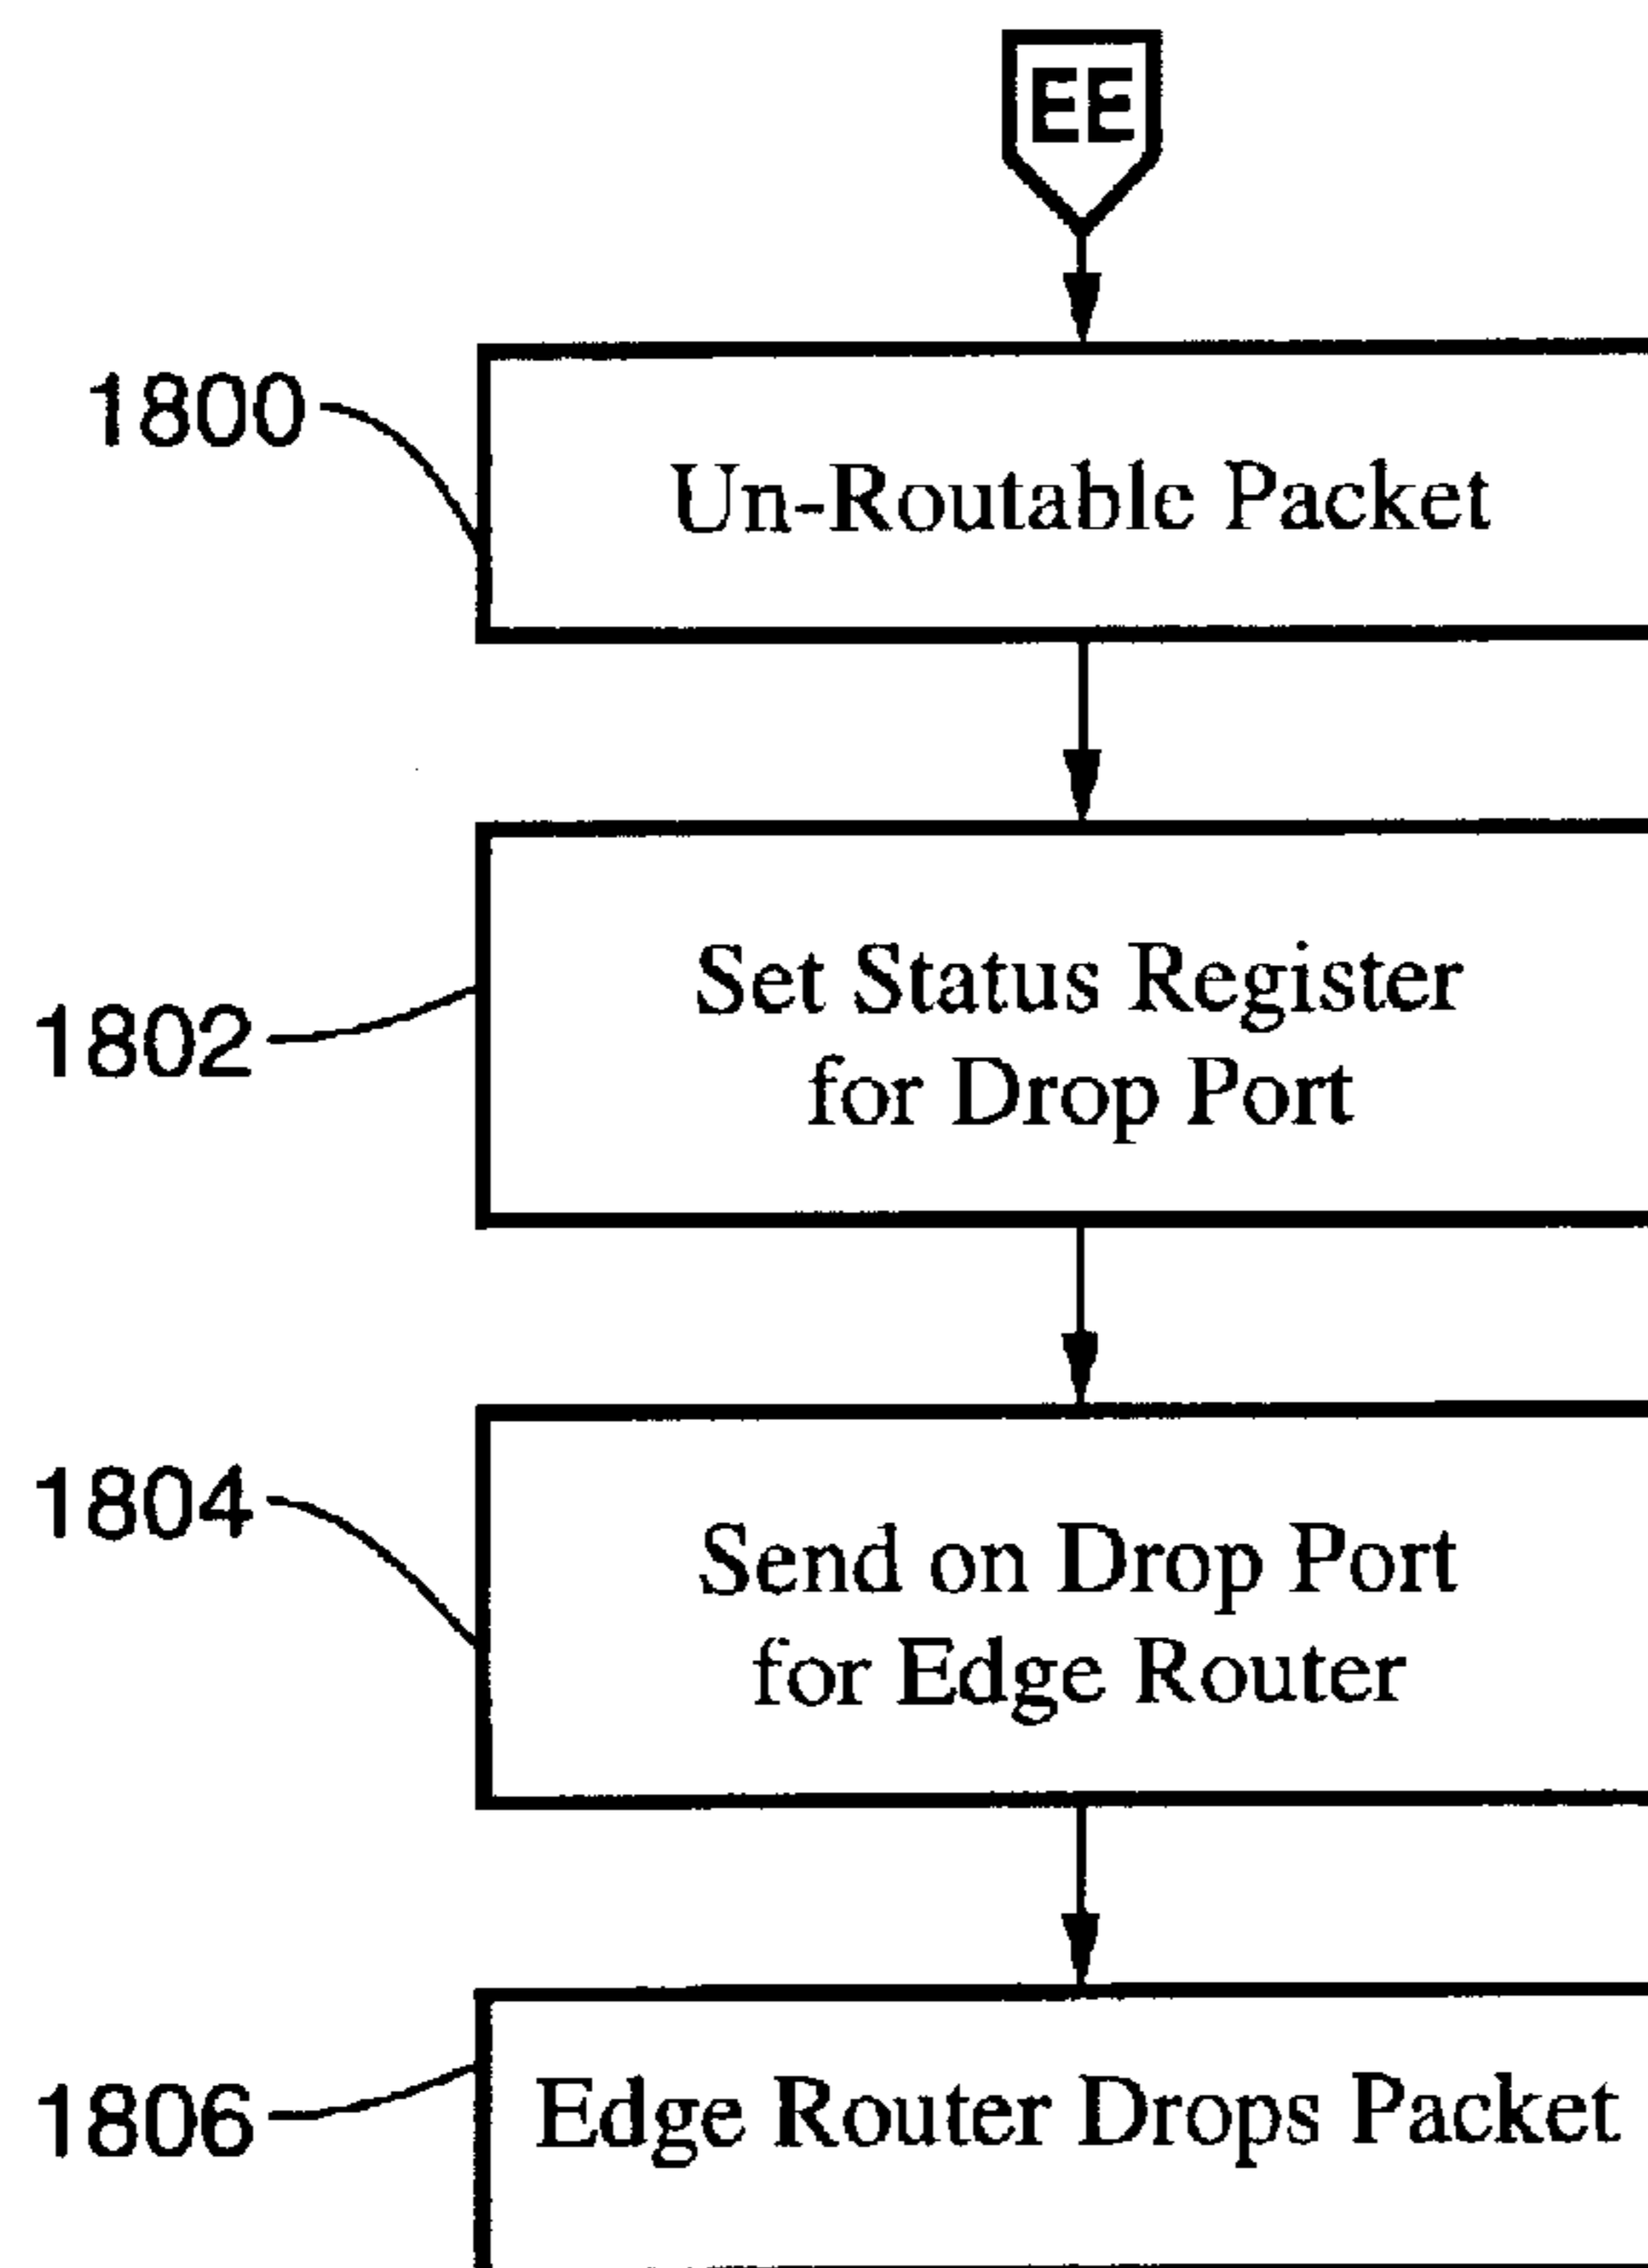 EE
1800
Un-Routable Packet
1802
Set Status Register
for Drop Port
1804
Send on Drop Port
for Edge Router
1806
Edge Router Drops Packet